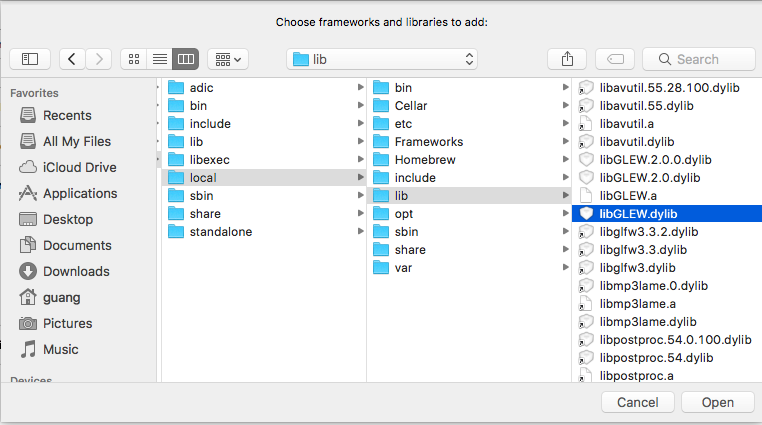 Choose frameworks and libraries to add:
lib
Search
Favorites
Recents
All My Files
iCloud Drive
Applications
Desktop
Documents
Downloads
guang
Pictures
Music
Devices
adic
bin
include
lib
libexec
local
sbin
share
standalone
bin
Cellar
etc
Frameworks
Homebrew
include
lib
opt
sbin
share
var
libavutil.55.28.100.dylib
libavutil.55.dylib
libavutil.a
libavutil.dylib
libGLEW.2.0.0.dylib
libGLEW.2.0.dylib
libGLEW.a
libGLEW.dylib
libglfw3.3.2.dylib
libglfw3.3.dylib
libglfw3.dylib
libmp3lame.0.dylib
libmp3lame.a
libmp3lame.dylib
libpostproc.54.0.100.dylib
libpostproc.54.dylib
libpostproc.a
Cancel
Open